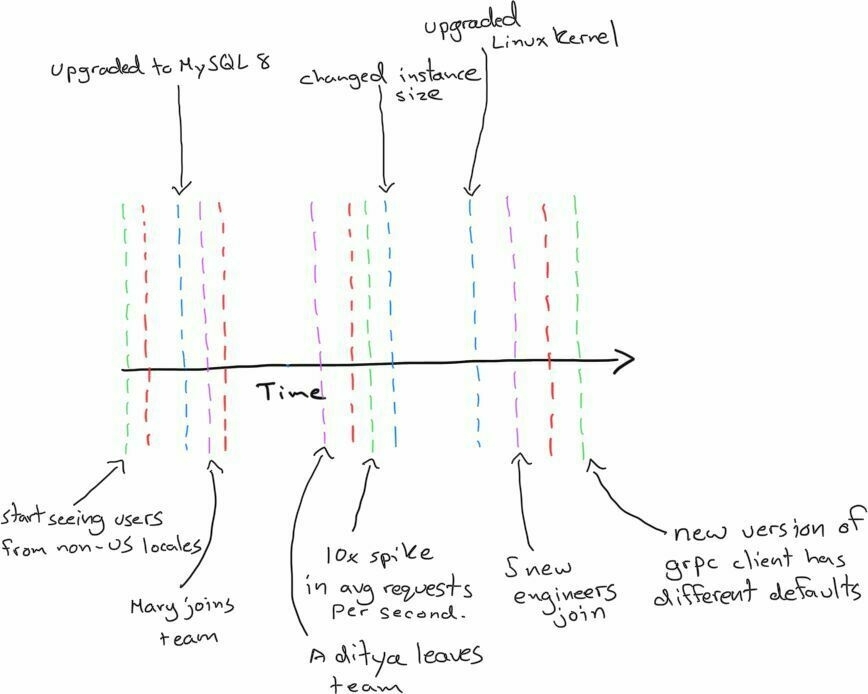 upgraded to MySQL 8
changed instance
size
upgraded
Linux Kernel
Time
start seeing users
from non-US locales
Mary joins
team
Aditya leaves
team
10x spike
in avg requests
Per second.
5 new
engineers
join
new version of
grpc client has
different defaults